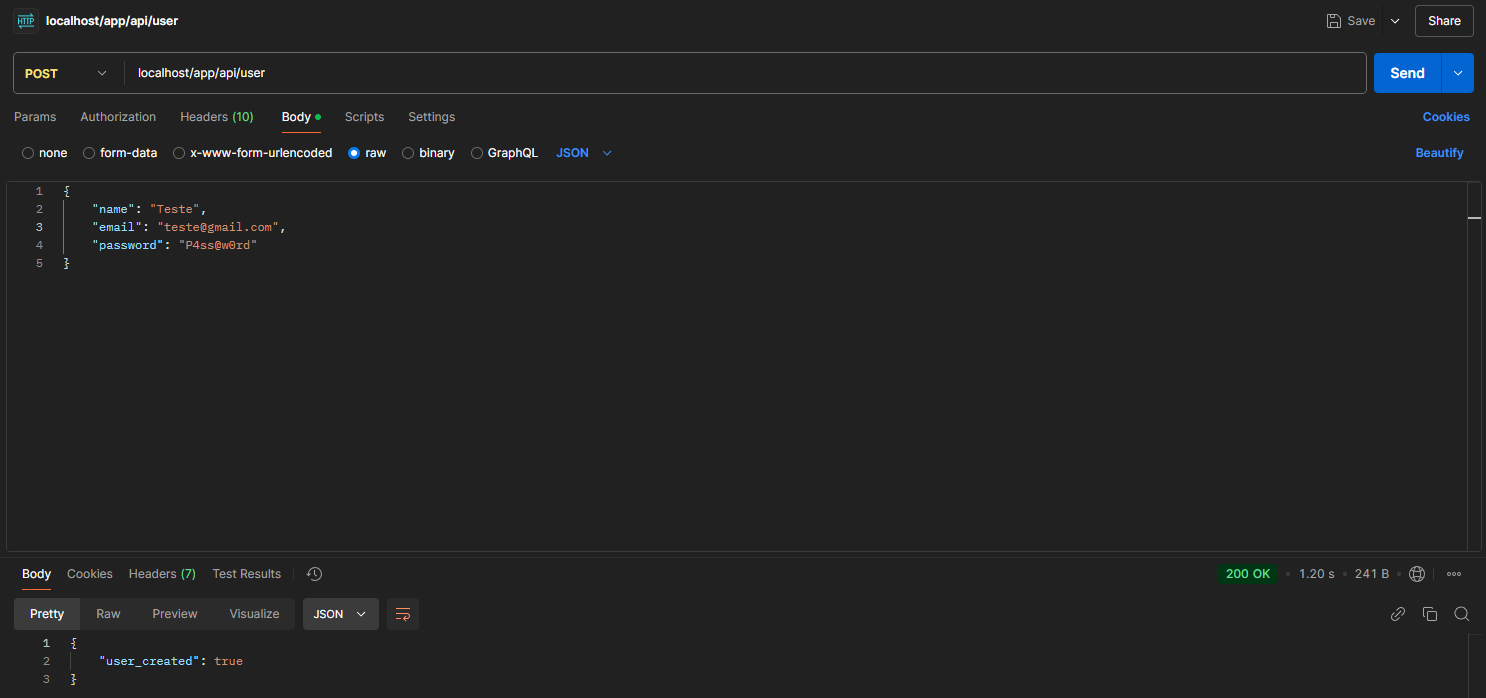 HTTP localhost/app/api/user Save Share
POST localhost/app/api/user Send
Params Authorization Headers (10) Body Scripts Settings Cookies
none form-data x-www-form-urlencoded raw binary GraphQL JSON Beautify
1 {
2 "name": "Teste",
3 "email": "teste@gmail.com",
4 "password": "P4ss@w0rd"
5 }
Body Cookies Headers (7) Test Results 200 OK 1.20 s 241 B
Pretty Raw Preview Visualize JSON
1 {
2 "user_created": true
3 }